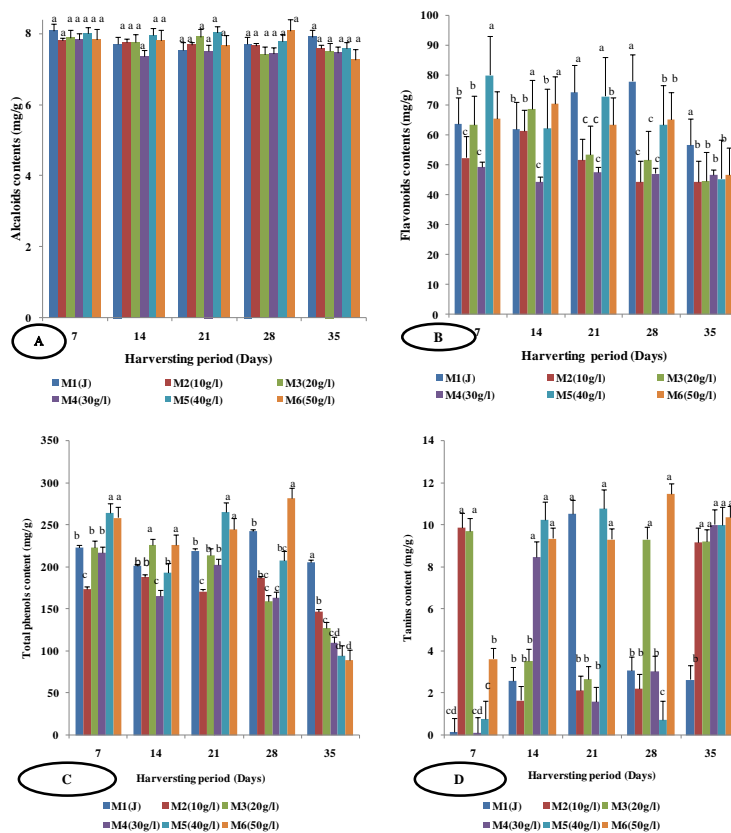 a a a a a a a a a a a a a a a a a a a a a a a a a a a a a a
8
6
4
2
0
Alcaloids contents (mg/g)
A
7 14 21 28 35
Harversting period (Days)
M1(J) M2(10g/l) M3(20g/l)
M4(30g/l) M5(40g/l) M6(50g/l)
100
90
80
70
60
50
40
30
20
10
0
Flavonoids contents (mg/g)
B
7 14 21 28 35
Harverting period (Days)
M1(J) M2(10g/l) M3(20g/l)
M4(30g/l) M5(40g/l) M6(50g/l)
350
300
250
200
150
100
50
0
Total phenols content (mg/g)
C
7 14 21 28 35
Harversting period (Days)
M1(J) M2(10g/l) M3(20g/l)
M4(30g/l) M5(40g/l) M6(50g/l)
14
12
10
8
6
4
2
0
Tanins content (mg/g)
D
7 14 21 28 35
Harversting period (Days)
M1(J) M2(10g/l) M3(20g/l)
M4(30g/l) M5(40g/l) M6(50g/l)